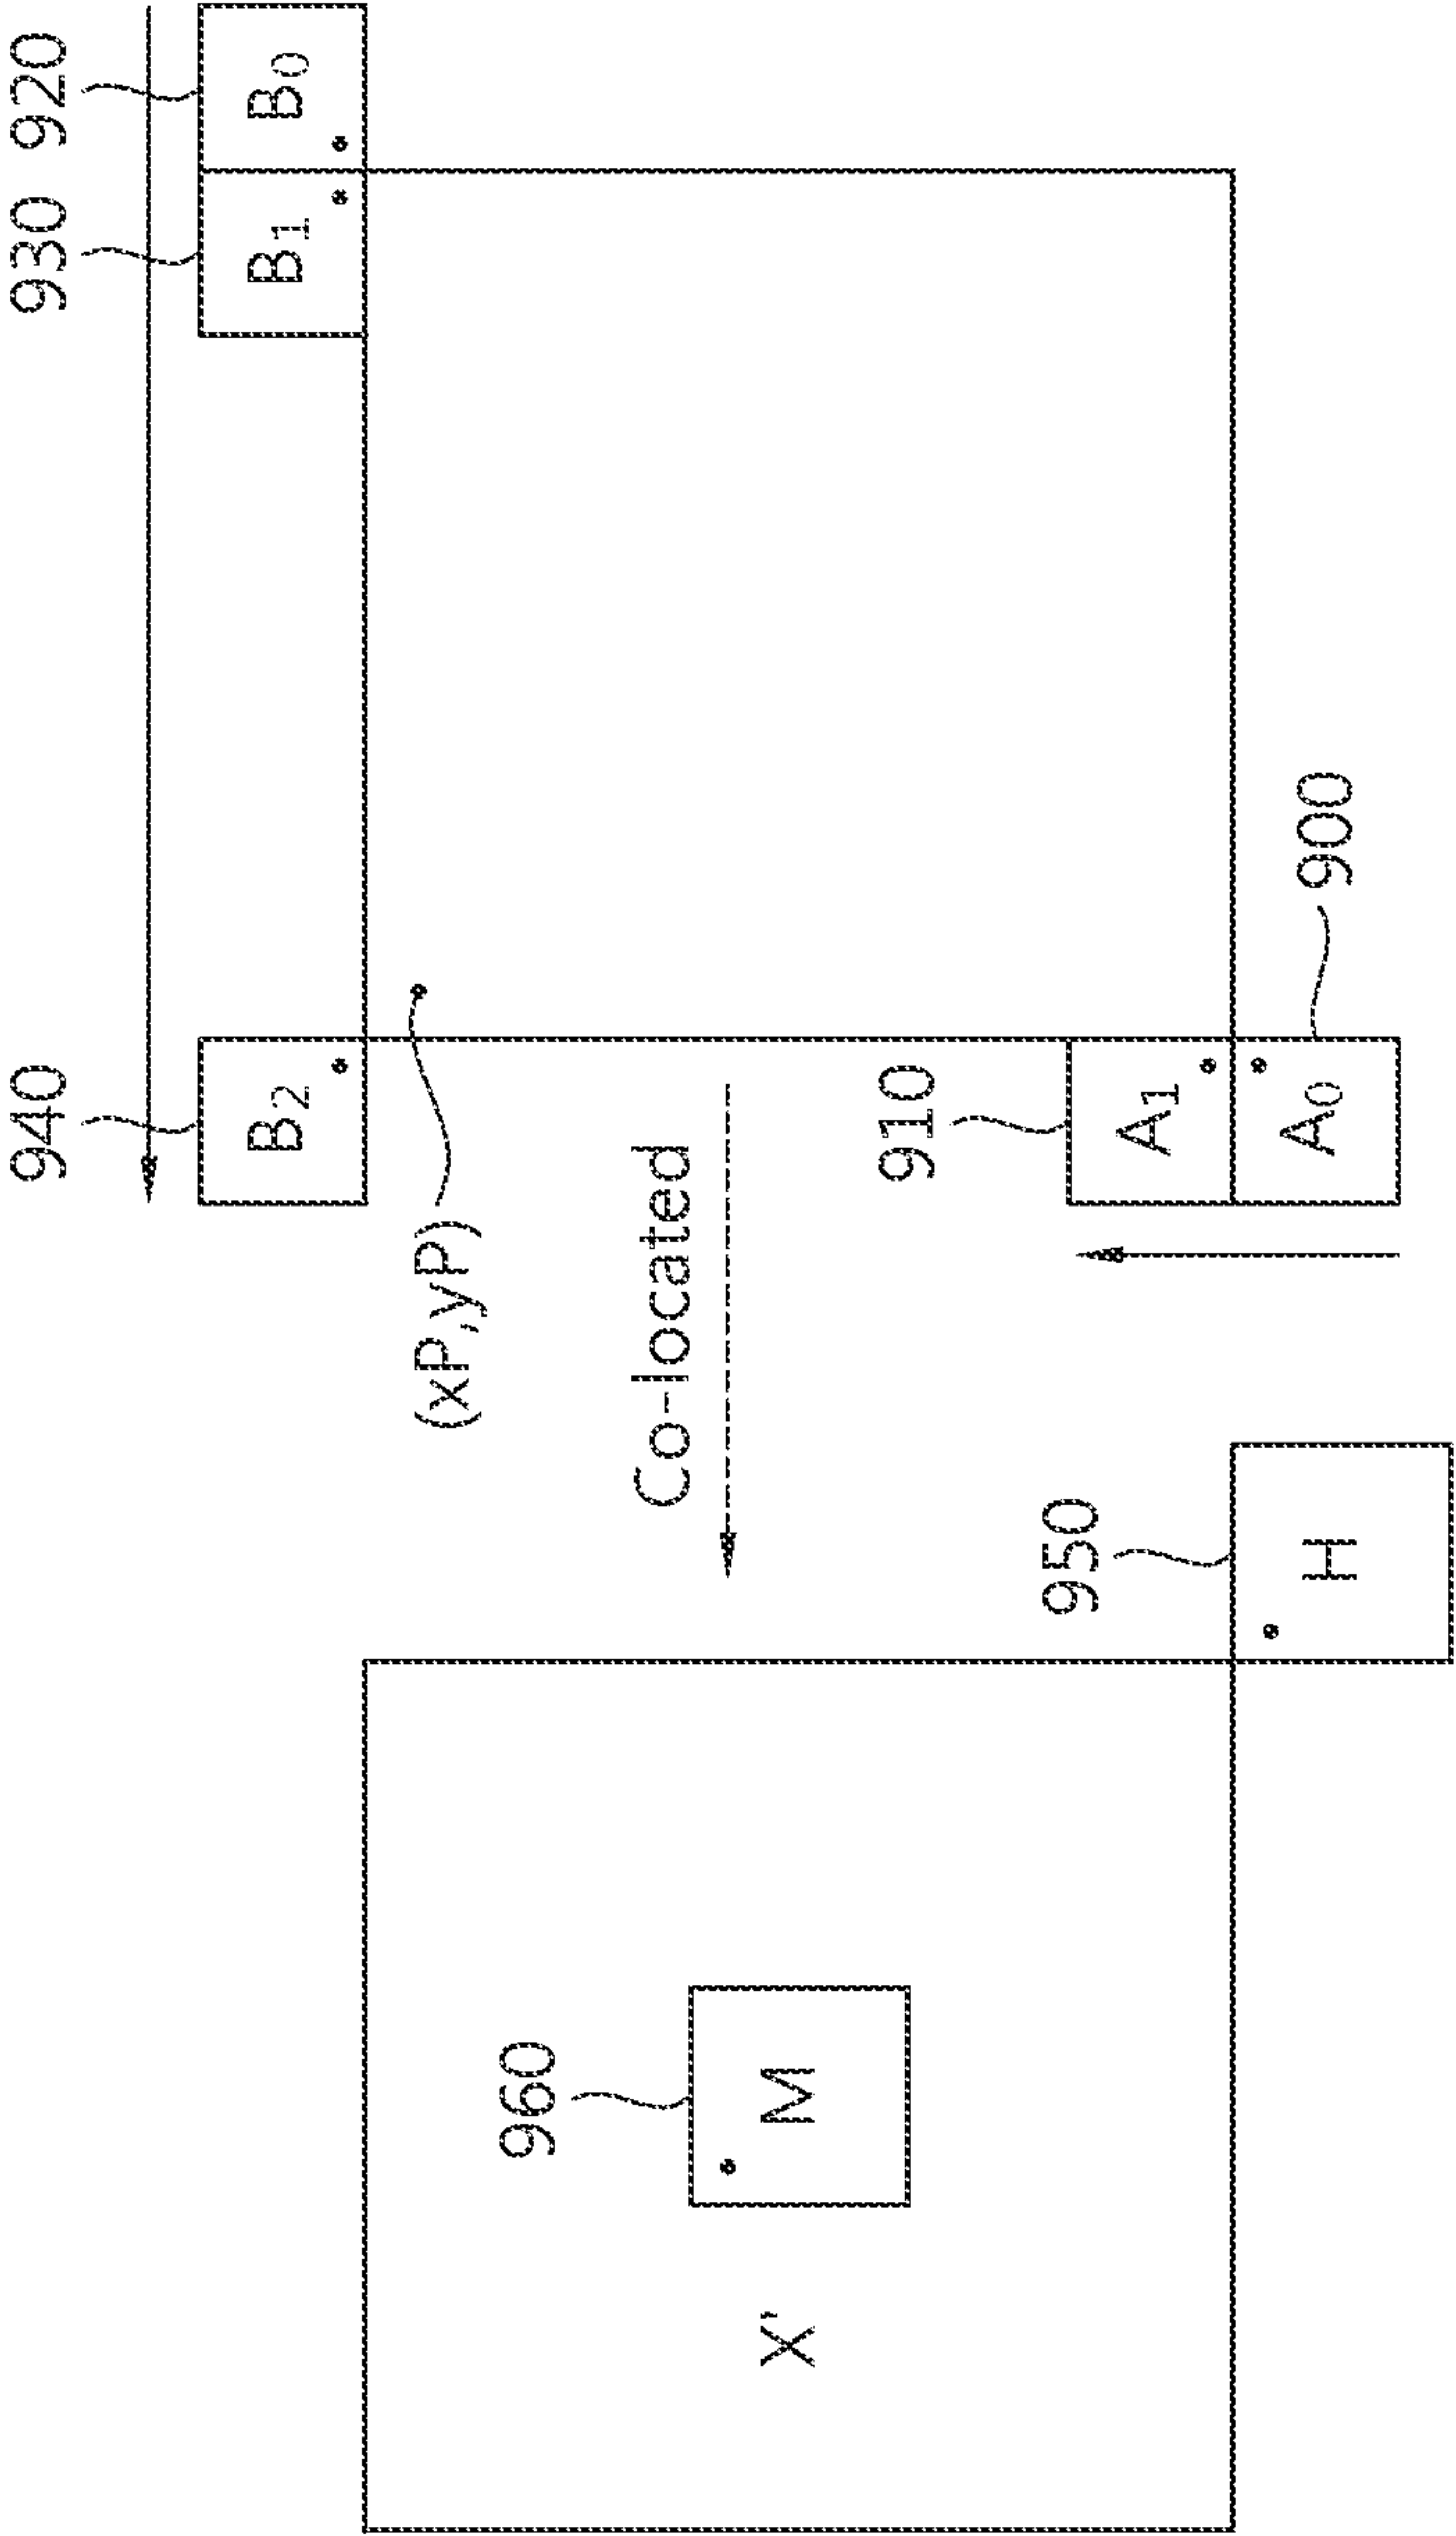 940 930 920
B2 B1 B0
(xP,yP)
960
Co-located
X' M
910
950
A1
H A0 900